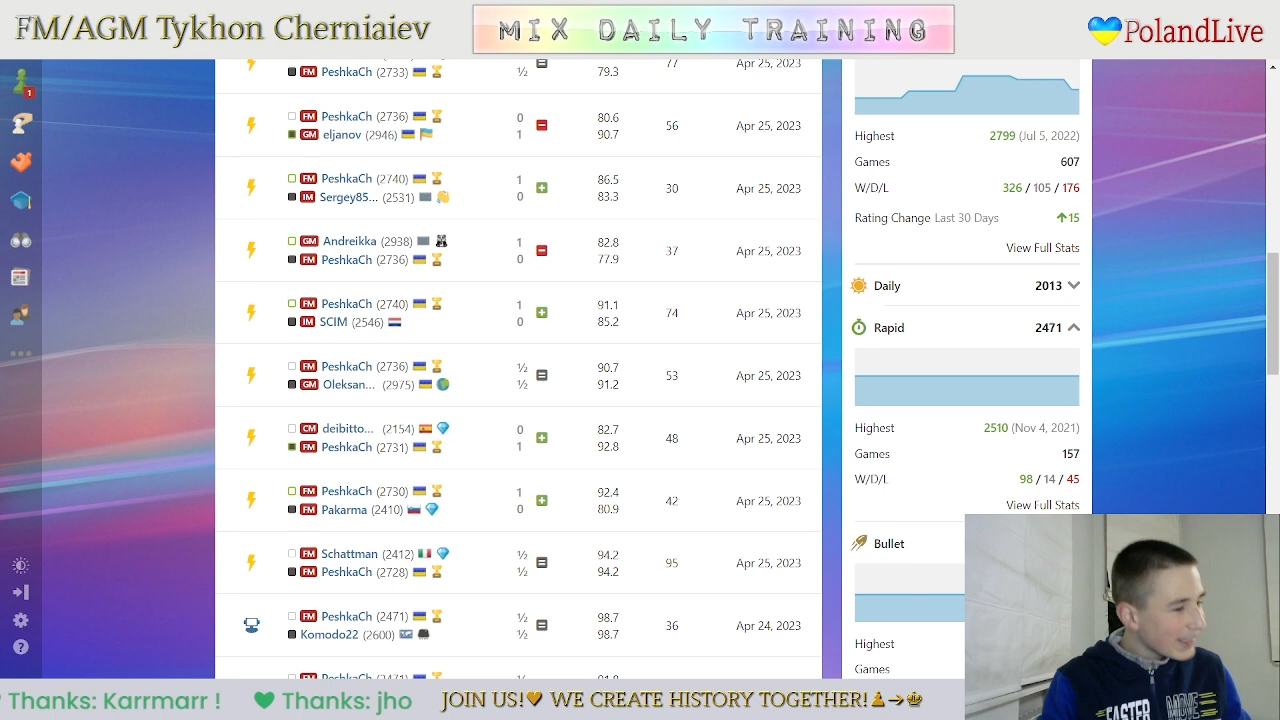 FM/AGM Tykhon Cherniaiev
MIX DAILY TRAINING
PolandLive
1
FM PeshkaCh (2733) ½ 79.3 77 Apr 25, 2023
FM PeshkaCh (2736) 0 80.6
GM eljanov (2946) 1 90.7
56 Apr 25, 2023
FM PeshkaCh (2740) 1 86.5
IM Sergey85... (2531) 0 83.3
30 Apr 25, 2023
GM Andreikka (2938) 1 82.8
FM PeshkaCh (2736) 0 77.9
37 Apr 25, 2023
FM PeshkaCh (2740) 1 91.1
IM SCIM (2546) 0 85.2
74 Apr 25, 2023
FM PeshkaCh (2736) ½ 90.7
GM Oleksan... (2975) ½ 91.2
53 Apr 25, 2023
CM deibitto... (2154) 0 82.7
FM PeshkaCh (2731) 1 92.8
48 Apr 25, 2023
FM PeshkaCh (2730) 1 92.4
FM Pakarma (2410) 0 80.9
42 Apr 25, 2023
FM Schattman (2412) ½ 94.2
FM PeshkaCh (2728) ½ 94.2
95 Apr 25, 2023
FM PeshkaCh (2471) ½ 98.7
Komodo22 (2600) ½ 98.7
36 Apr 24, 2023
Highest 2799 (Jul 5, 2022)
Games 607
W/D/L 326 / 105 / 176
Rating Change Last 30 Days 15
View Full Stats
Daily 2013
Rapid 2471
Highest 2510 (Nov 4, 2021)
Games 157
W/D/L 98 / 14 / 45
View Full Stats
Bullet
Highest
Games
FASTER MOVE
Thanks: Karrmarr ! Thanks: jho JOIN US! WE CREATE HISTORY TOGETHER!